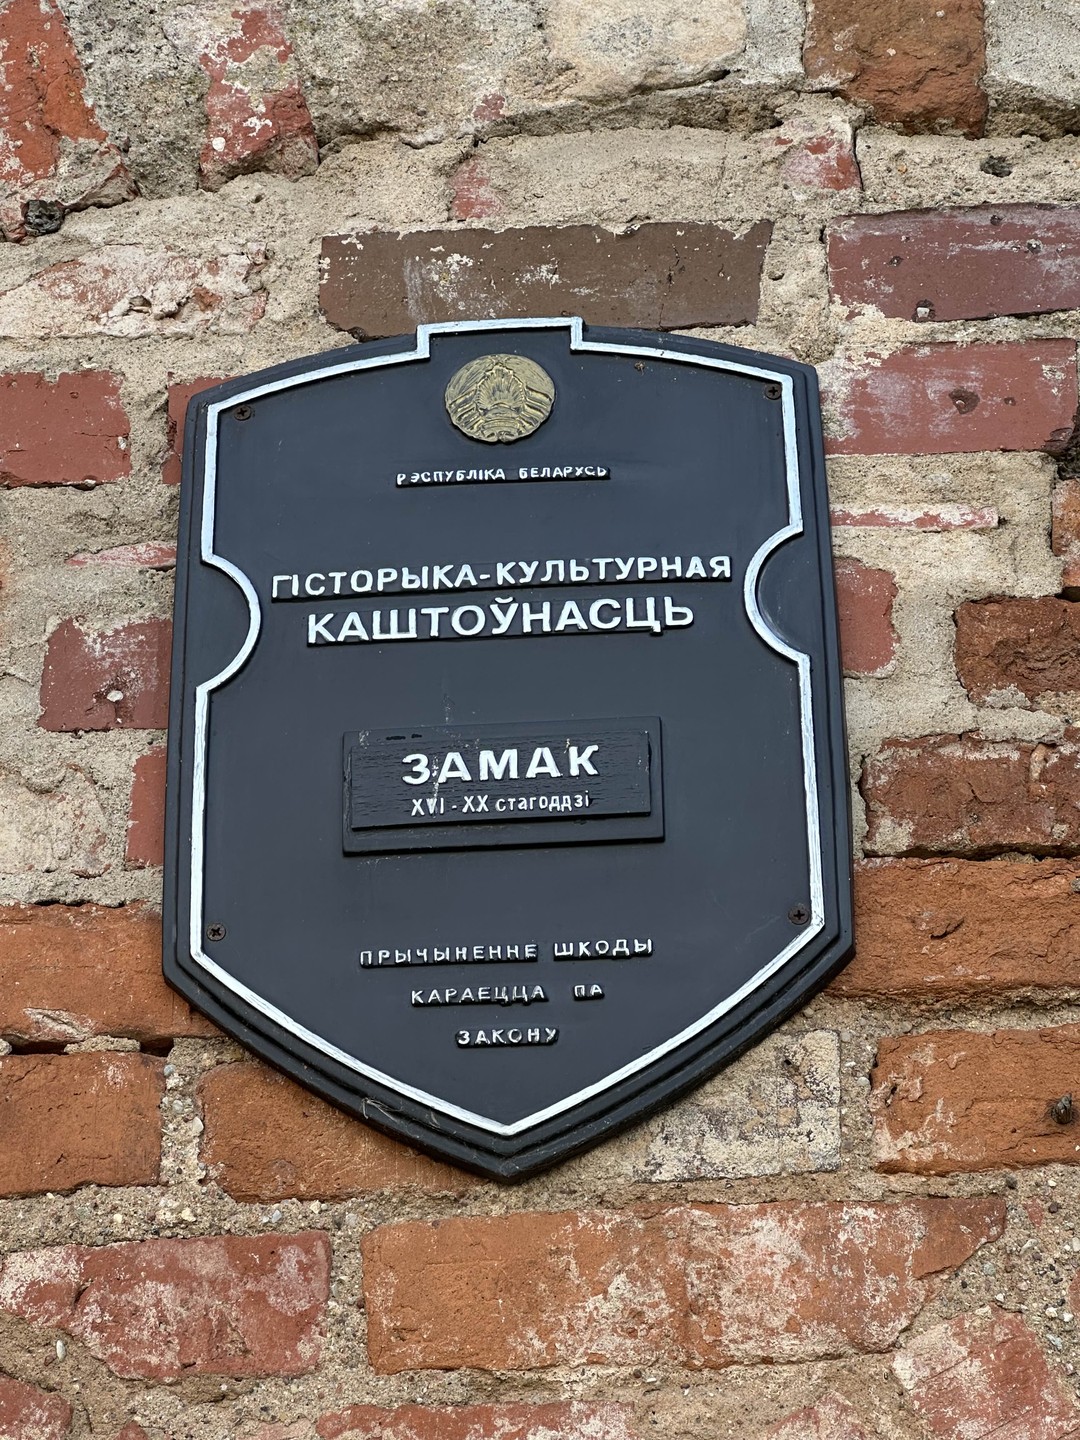 РЭСПУБЛІКА БЕЛАРУСЬ
ГІСТОРЫКА-КУЛЬТУРНАЯ
КАШТОЎНАСЦЬ
ЗАМАК
XVI - XX стагоддзі
ПРЫЧЫНЕННЕ ШКОДЫ
КАРАЕЦЦА ПА
ЗАКОНУ